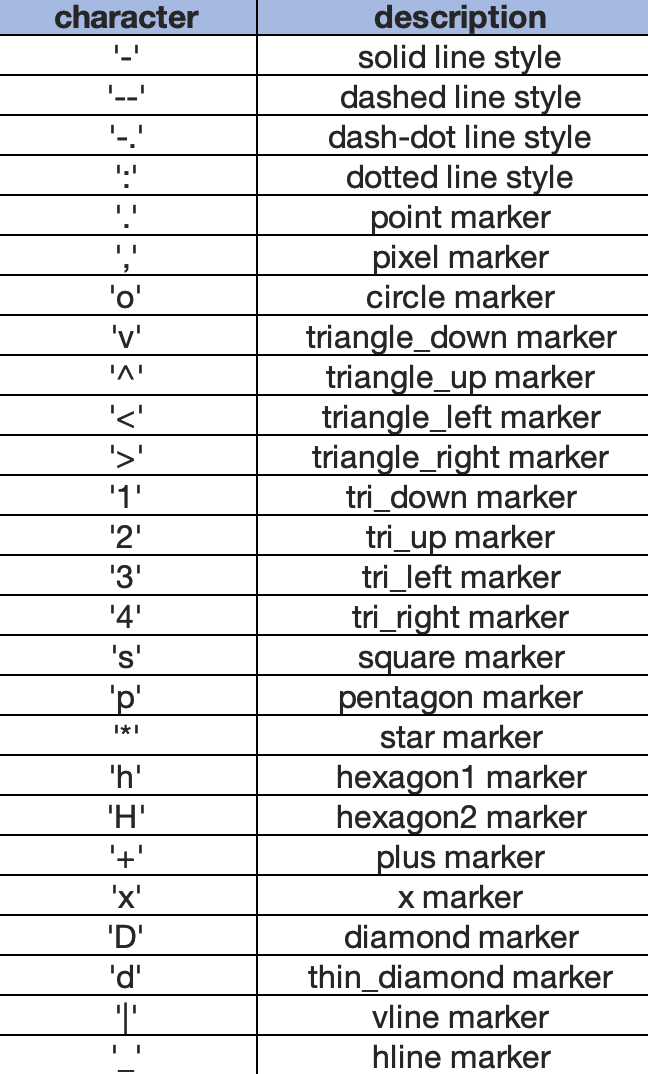 character description
'-' solid line style
'--' dashed line style
'-.' dash-dot line style
':' dotted line style
'.' point marker
',' pixel marker
'o' circle marker
'v' triangle_down marker
'^' triangle_up marker
'<' triangle_left marker
'>' triangle_right marker
'1' tri_down marker
'2' tri_up marker
'3' tri_left marker
'4' tri_right marker
's' square marker
'p' pentagon marker
'*' star marker
'h' hexagon1 marker
'H' hexagon2 marker
'+' plus marker
'x' x marker
'D' diamond marker
'd' thin_diamond marker
'|' vline marker
'_' hline marker